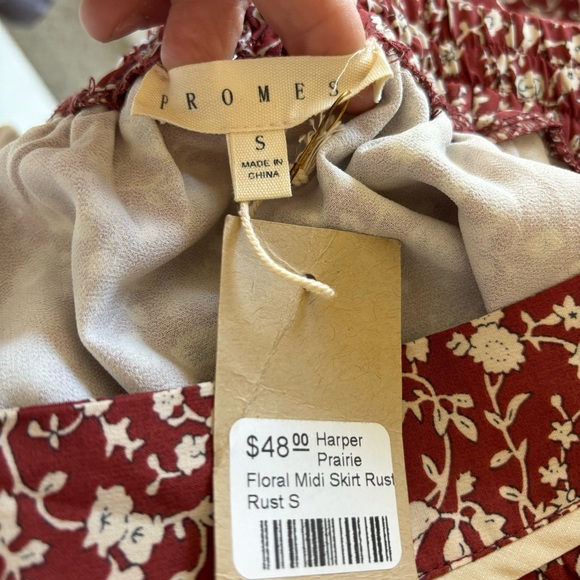 PROMES
S
MADE IN
CHINA
$48.00 Harper
Prairie
Floral Midi Skirt Rust
Rust S